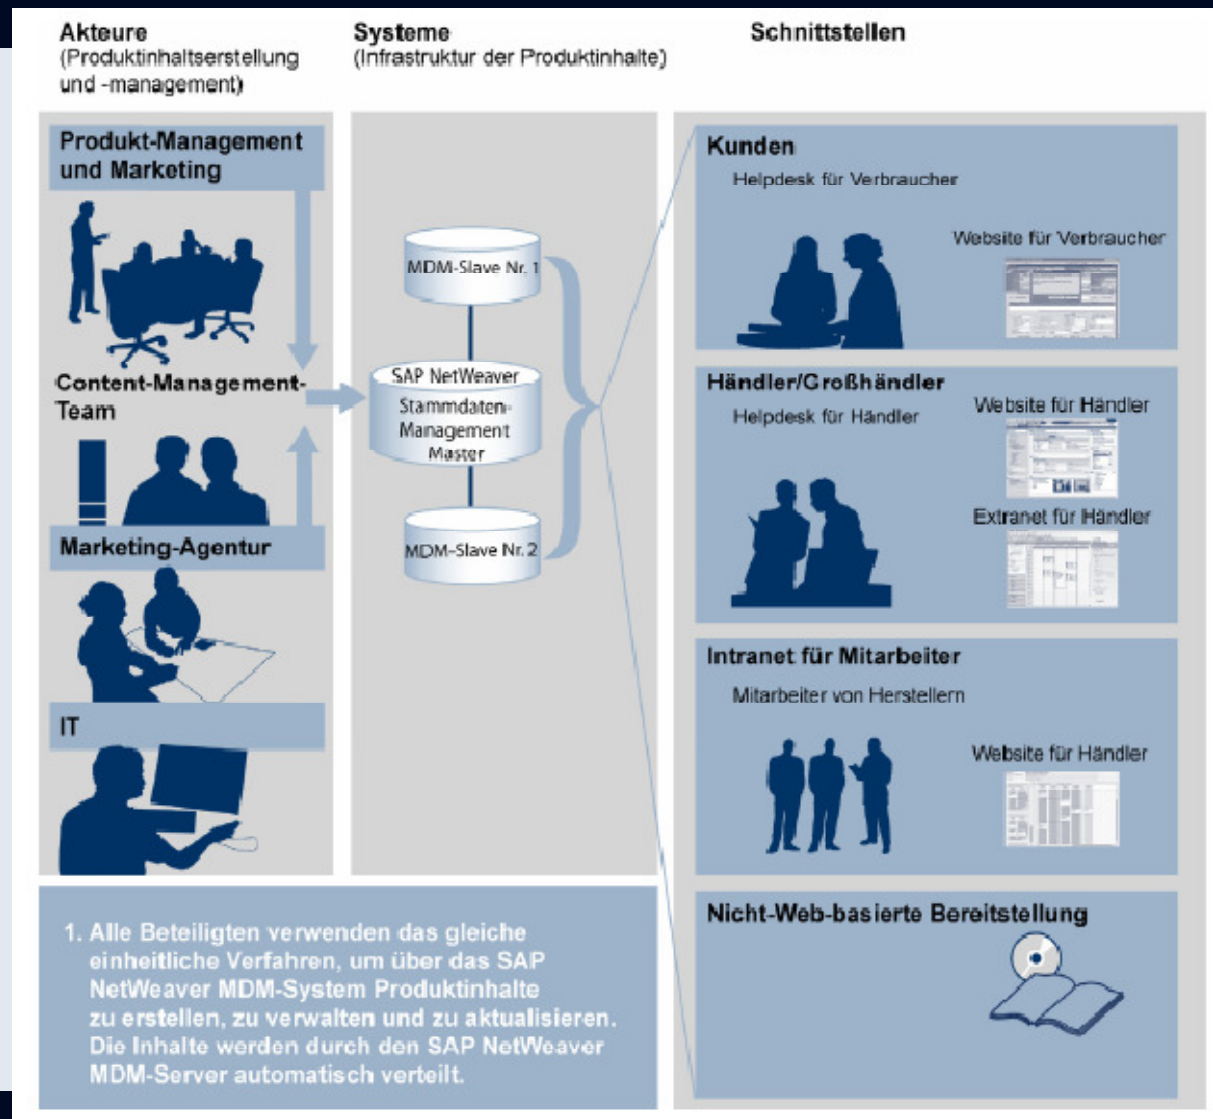 Akteure
(Produktinhaltserstellung
und -management)
Systeme
(Infrastruktur der Produktinhalte)
Schnittstellen
Produkt-Management
und Marketing
Content-Management-
Team
Marketing-Agentur
IT
MDM-Slave Nr. 1
SAP NetWeaver
Stammdaten-
Management
Master
MDM-Slave Nr. 2
Kunden
Helpdesk für Verbraucher
Website für Verbraucher
Händler/Großhändler
Helpdesk für Händler
Website für Händler
Extranet für Händler
Intranet für Mitarbeiter
Mitarbeiter von Herstellern
Website für Händler
Nicht-Web-basierte Bereitstellung
1. Alle Beteiligten verwenden das gleiche
einheitliche Verfahren, um über das SAP
NetWeaver MDM-System Produktinhalte
zu erstellen, zu verwalten und zu aktualisieren.
Die Inhalte werden durch den SAP NetWeaver
MDM-Server automatisch verteilt.